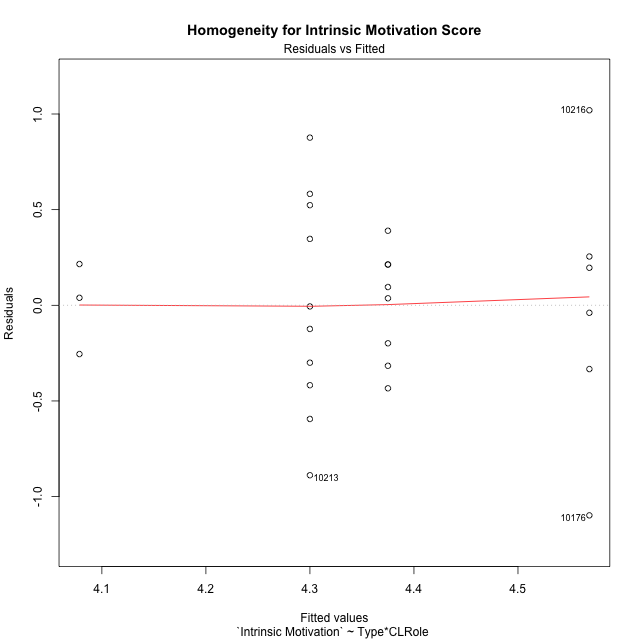 Homogeneity for Intrinsic Motivation Score
Residuals vs Fitted
1.0
0.5
0.0
-0.5
-1.0
Residuals
10216
10213
10176
4.1
4.2
4.3
4.4
4.5
Fitted values
`Intrinsic Motivation` ~ Type*CLRole